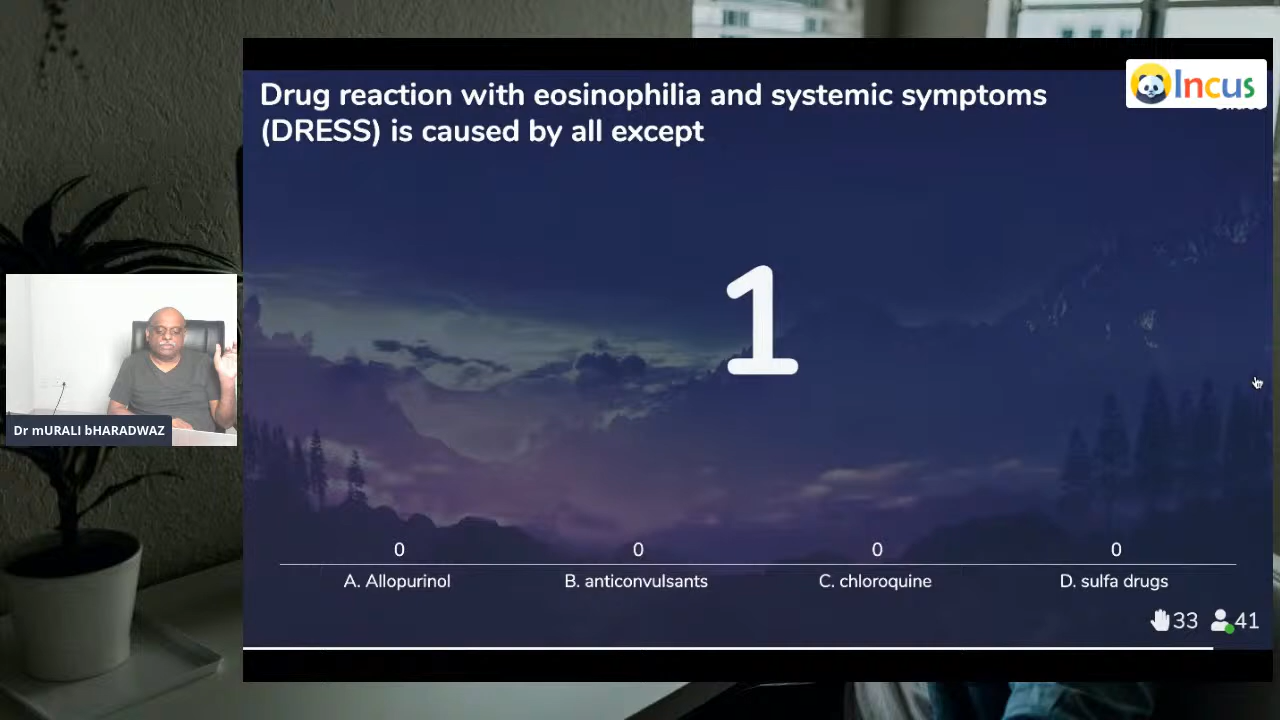 Drug reaction with eosinophilia and systemic symptoms
(DRESS) is caused by all except
Incus
1
0
0
0
0
A. Allopurinol
B. anticonvulsants
C. chloroquine
D. sulfa drugs
33
41
Dr mURALI bHARADWAZ